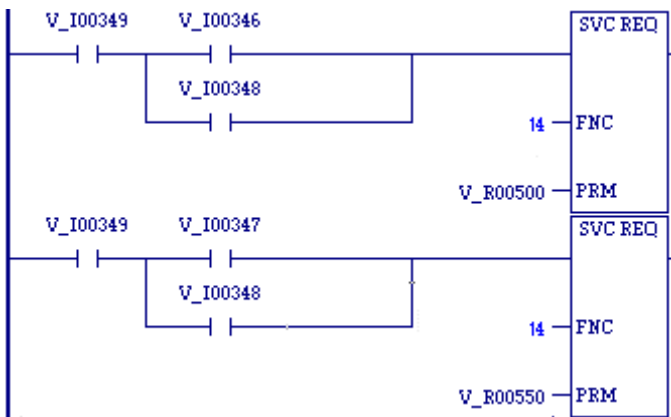 V_I00349 V_I00346 SVC REQ
V_I00348
14 FNC
V_R00500 PRM
V_I00349 V_I00347 SVC REQ
V_I00348
14 FNC
V_R00550 PRM